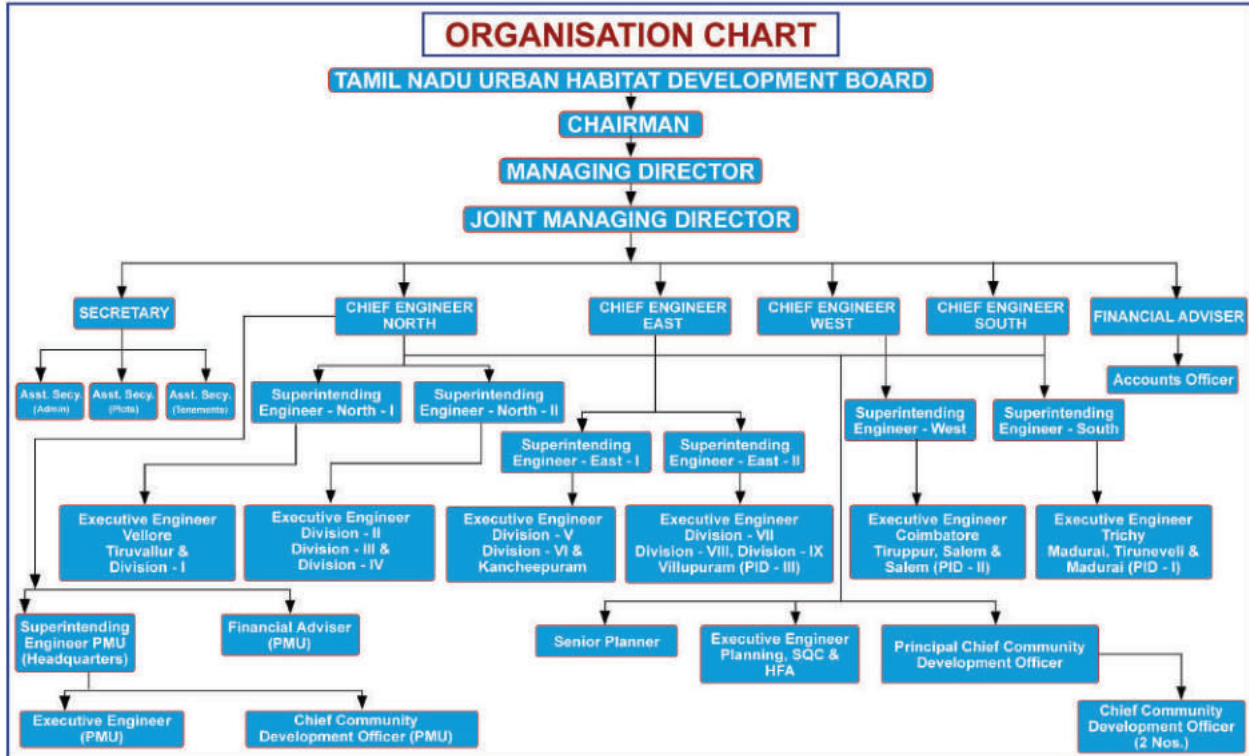 ORGANISATION CHART
TAMIL NADU URBAN HABITAT DEVELOPMENT BOARD
CHAIRMAN
MANAGING DIRECTOR
JOINT MANAGING DIRECTOR
SECRETARY
CHIEF ENGINEER
NORTH
CHIEF ENGINEER
EAST
CHIEF ENGINEER
WEST
CHIEF ENGINEER
SOUTH
FINANCIAL ADVISER
Asst. Secy.
(Admin)
Asst. Secy.
(Plots)
Asst. Secy.
(Tenements)
Superintending
Engineer - North - I
Superintending
Engineer - North - II
Accounts Officer
Superintending
Engineer - East - I
Superintending
Engineer - East - II
Superintending
Engineer - West
Superintending
Engineer - South
Executive Engineer
Vellore
Tiruvallur &
Division - I
Executive Engineer
Division - II
Division - III &
Division - IV
Executive Engineer
Division - V
Division - VI &
Kancheepuram
Executive Engineer
Division - VII
Division - VIII, Division - IX
Villupuram (PID - III)
Executive Engineer
Coimbatore
Tiruppur, Salem &
Salem (PID - II)
Executive Engineer
Trichy
Madurai, Tiruneveli &
Madurai (PID - I)
Superintending
Engineer PMU
(Headquarters)
Financial Adviser
(PMU)
Senior Planner
Executive Engineer
Planning, SQC &
HFA
Principal Chief Community
Development Officer
Executive Engineer
(PMU)
Chief Community
Development Officer (PMU)
Chief Community
Development Officer
(2 Nos.)